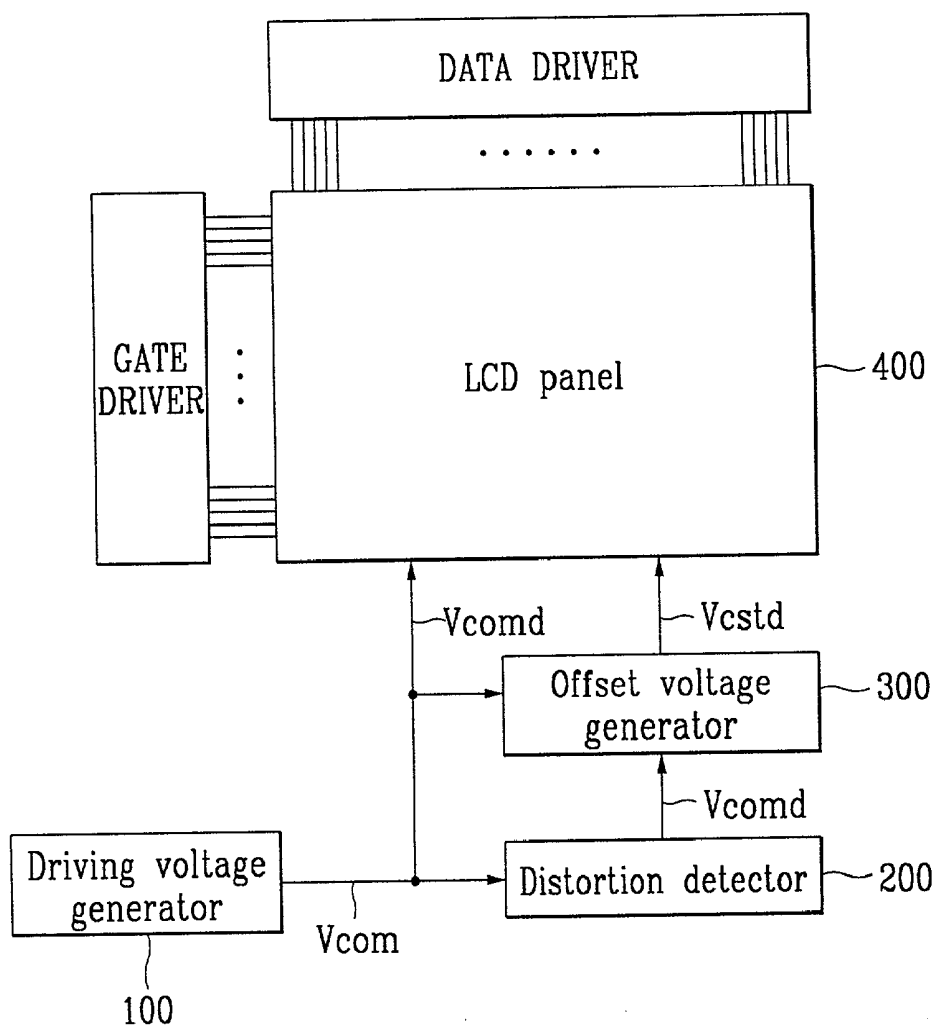 DATA DRIVER
GATE
DRIVER
LCD panel
400
Vcomd
Vcstd
Offset voltage
generator
300
Vcomd
Driving voltage
generator
Distortion detector
200
Vcom
100